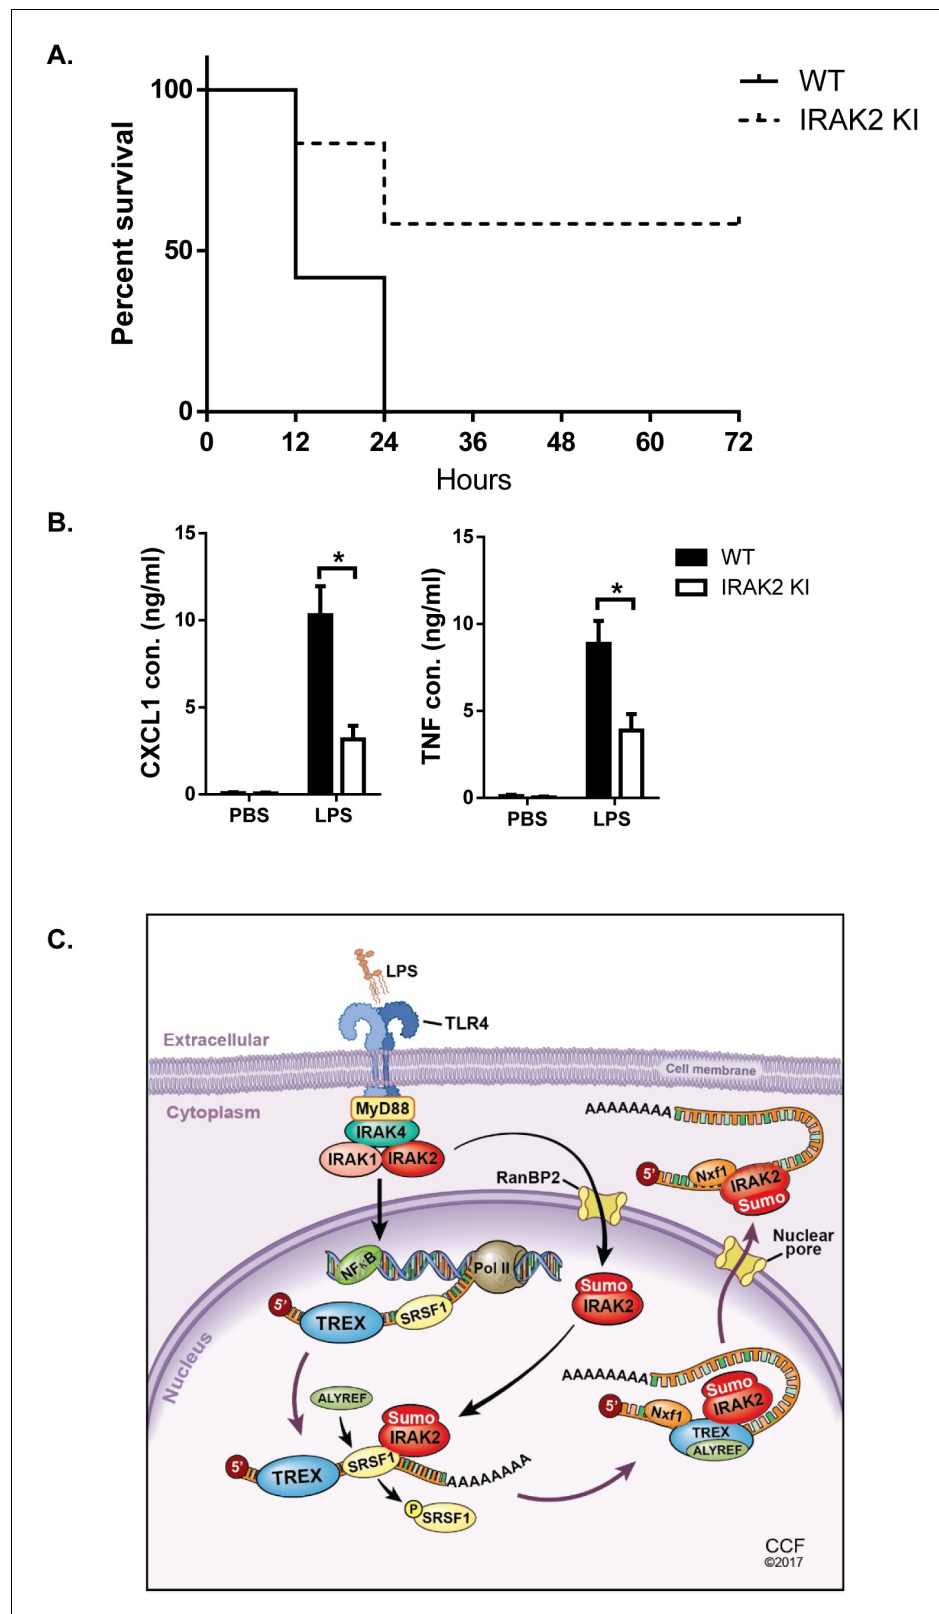 A.
100
50
0
Percent survival
0 12 24 36 48 60 72
Hours
WT
IRAK2 KI
B.
15
10
5
0
CXCL1 con. (ng/ml)
*
PBS LPS
15
10
5
0
TNF con. (ng/ml)
*
PBS LPS
WT
IRAK2 KI
C.
LPS
TLR4
Extracellular
Cell membrane
Cytoplasm
MyD88
IRAK4
IRAK1 IRAK2
AAAAAAAA
5'
Nxf1
IRAK2
Sumo
RanBP2
Nuclear
pore
NFκB
Pol II
5'
TREX
SRSF1
Sumo
IRAK2
Nucleus
ALYREF
Sumo
IRAK2
5'
TREX
SRSF1
AAAAAAAA
P
SRSF1
AAAAAAAA
5'
Nxf1
Sumo
IRAK2
TREX
ALYREF
CCF
©2017